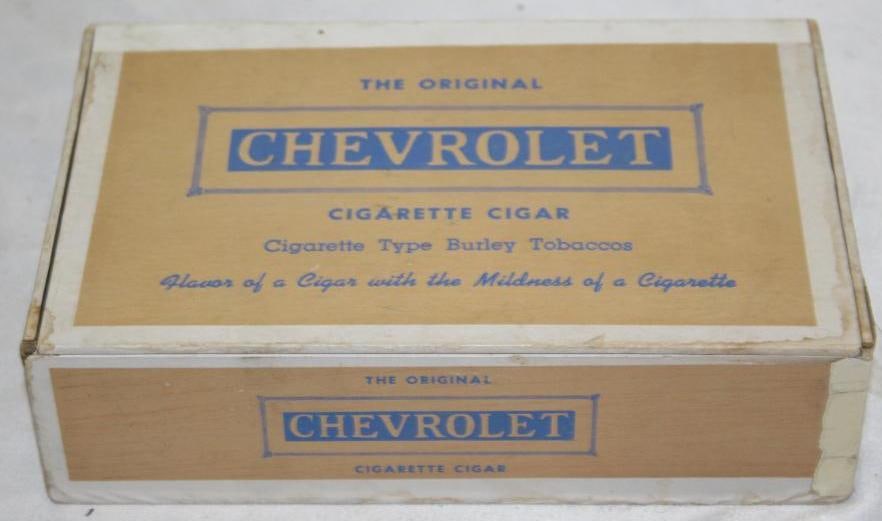 THE ORIGINAL
CHEVROLET
CIGARETTE CIGAR
Cigarette Type Burley Tobaccos
Flavor of a Cigar with the Mildness of a Cigarette
THE ORIGINAL
CHEVROLET
CIGARETTE CIGAR